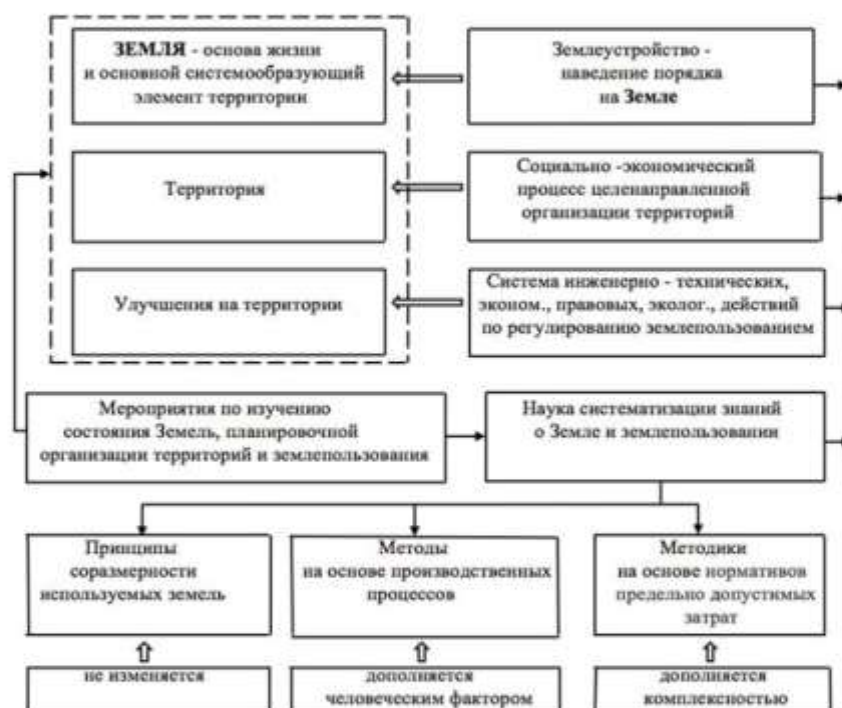 ЗЕМЛЯ - основа жизни
и основной системообразующий
элемент территории
Землеустройство -
наведение порядка
на Земле
Территория
Социально -экономический
процесс целенаправленной
организации территорий
Улучшения на территории
Система инженерно - технических,
эконом., правовых, эколог., действий
по регулированию землепользованием
Мероприятия по изучению
состояния Земель, планировочной
организации территорий и землепользования
Наука систематизации знаний
о Земле и землепользовании
Принципы
соразмерности
используемых земель
Методы
на основе производственных
процессов
Методики
на основе нормативов
предельно допустимых
затрат
не изменяется
дополняется
человеческим фактором
дополняется
комплексностью